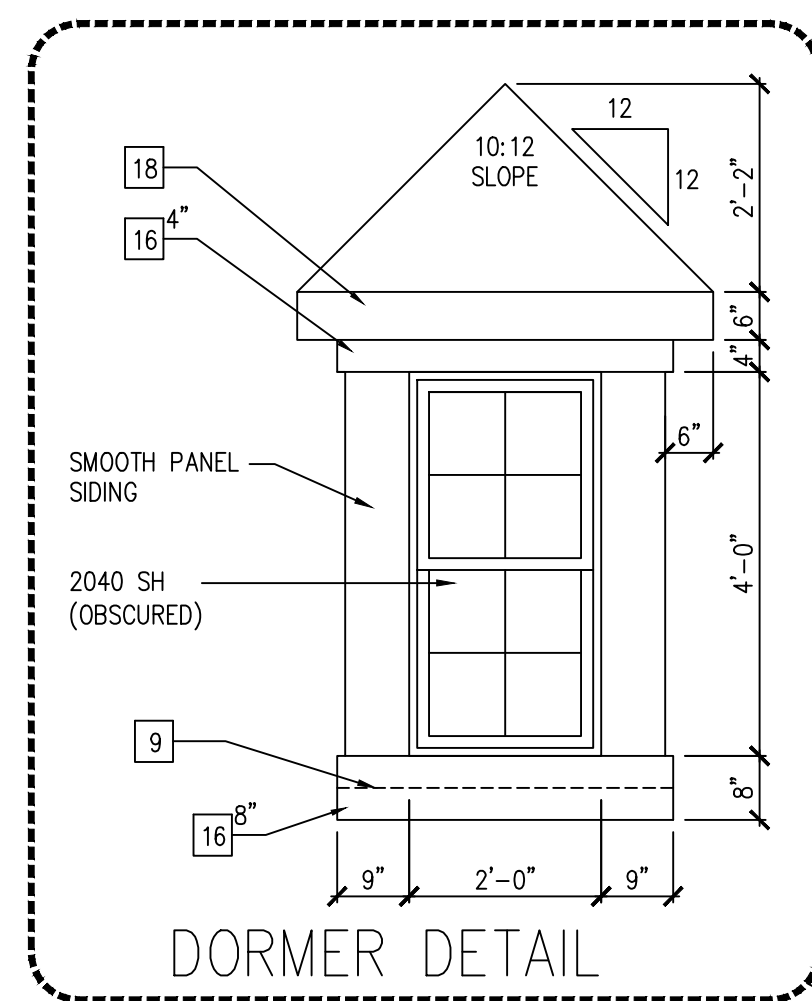 12
10:12
SLOPE
12
2'-2"
18
16 4"
6"
4"
6"
SMOOTH PANEL
SIDING
4'-0"
2040 SH
(OBSCURED)
9
8"
16 8"
9"
2'-0"
9"
DORMER DETAIL